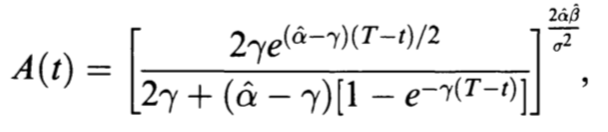 A(t) = [ 2γe^{(α̂−γ)(T−t)/2} / 2γ + (α̂ − γ)[1 − e^{−γ(T−t)}] ]^{2α̂β̂/σ²},